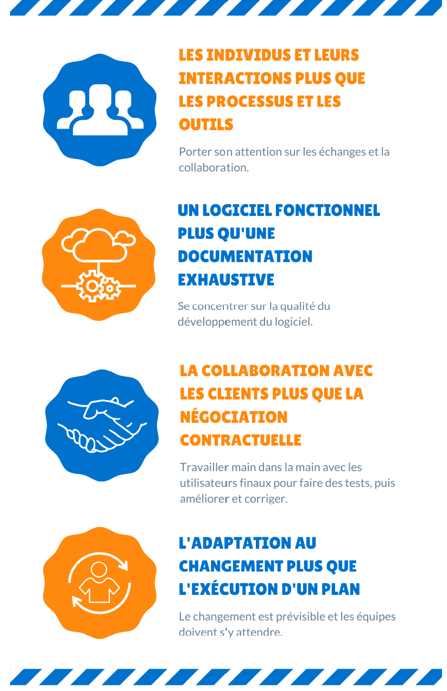 LES INDIVIDUS ET LEURS
INTERACTIONS PLUS QUE
LES PROCESSUS ET LES
OUTILS
Porter son attention sur les échanges et la
collaboration.
UN LOGICIEL FONCTIONNEL
PLUS QU'UNE
DOCUMENTATION
EXHAUSTIVE
Se concentrer sur la qualité du
développement du logiciel.
LA COLLABORATION AVEC
LES CLIENTS PLUS QUE LA
NÉGOCIATION
CONTRACTUELLE
Travailler main dans la main avec les
utilisateurs finaux pour faire des tests, puis
améliorer et corriger.
L'ADAPTATION AU
CHANGEMENT PLUS QUE
L'EXÉCUTION D'UN PLAN
Le changement est prévisible et les équipes
doivent s'y attendre.